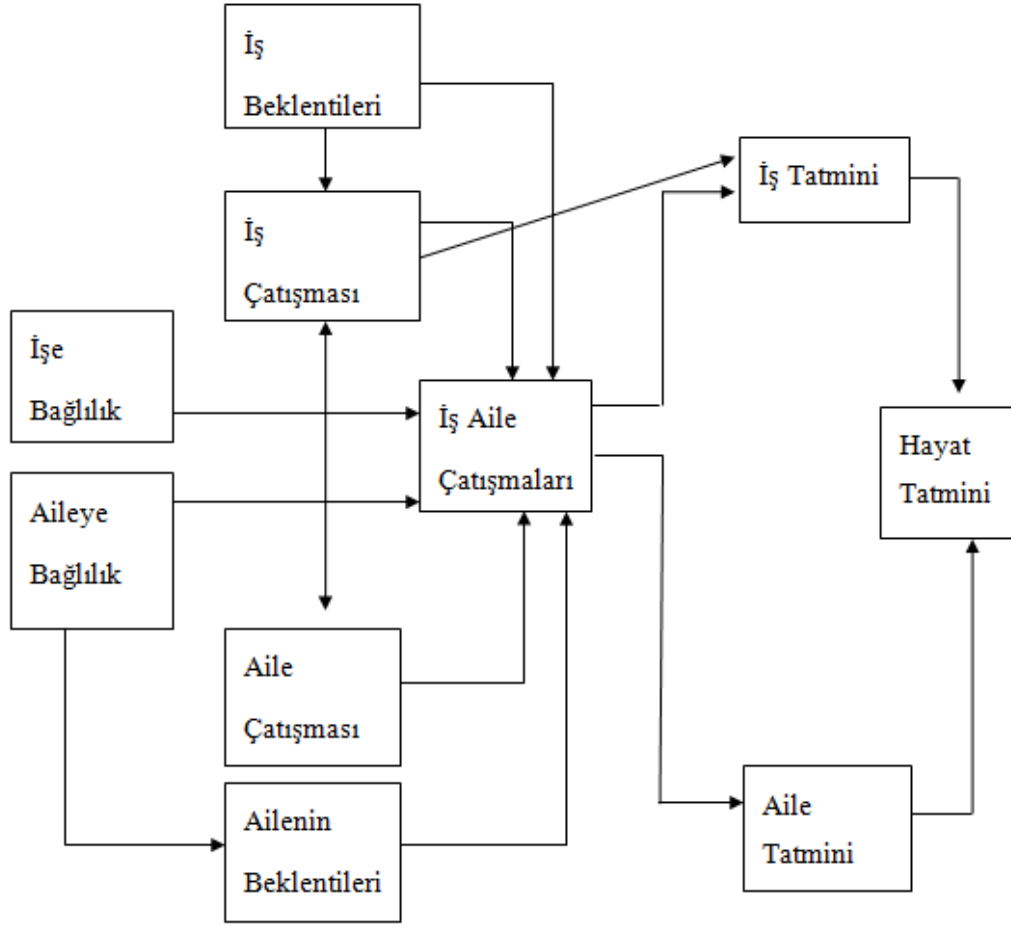 İş
Beklentileri
İş
Çatışması
İş Tatmini
İşe
Bağlılık
İş Aile
Çatışmaları
Hayat
Tatmini
Aileye
Bağlılık
Aile
Çatışması
Ailenin
Beklentileri
Aile
Tatmini